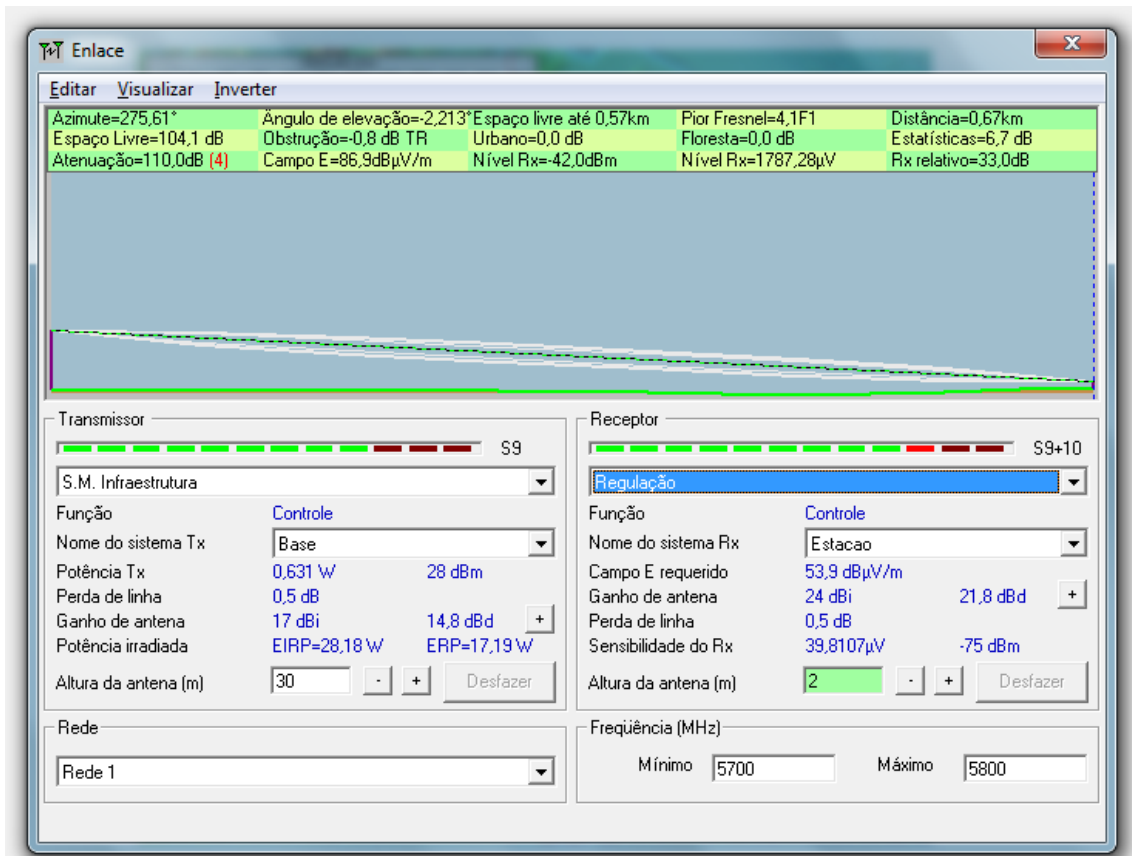 Enlace
x
Editar Visualizar Inverter
Azimute=275,61° Ângulo de elevação=-2,213° Espaço livre até 0,57km Pior Fresnel=4,1F1 Distância=0,67km
Espaço Livre=104,1 dB Obstrução=-0,8 dB TR Urbano=0,0 dB Floresta=0,0 dB Estatísticas=6,7 dB
Atenuação=110,0dB (4) Campo E=86,9dBµV/m Nível Rx=-42,0dBm Nível Rx=1787,28µV Rx relativo=33,0dB
Transmissor
S9
S.M. Infraestrutura
Função Controle
Nome do sistema Tx Base
Potência Tx 0,631 W 28 dBm
Perda de linha 0,5 dB
Ganho de antena 17 dBi 14,8 dBd +
Potência irradiada EIRP=28,18 W ERP=17,19 W
Altura da antena (m) 30 - + Desfazer
Receptor
S9+10
Regulação
Função Controle
Nome do sistema Rx Estacao
Campo E requerido 53,9 dBµV/m
Ganho de antena 24 dBi 21,8 dBd +
Perda de linha 0,5 dB
Sensibilidade do Rx 39,8107µV -75 dBm
Altura da antena (m) 2 - + Desfazer
Rede
Rede 1
Freqüência (MHz)
Mínimo 5700 Máximo 5800